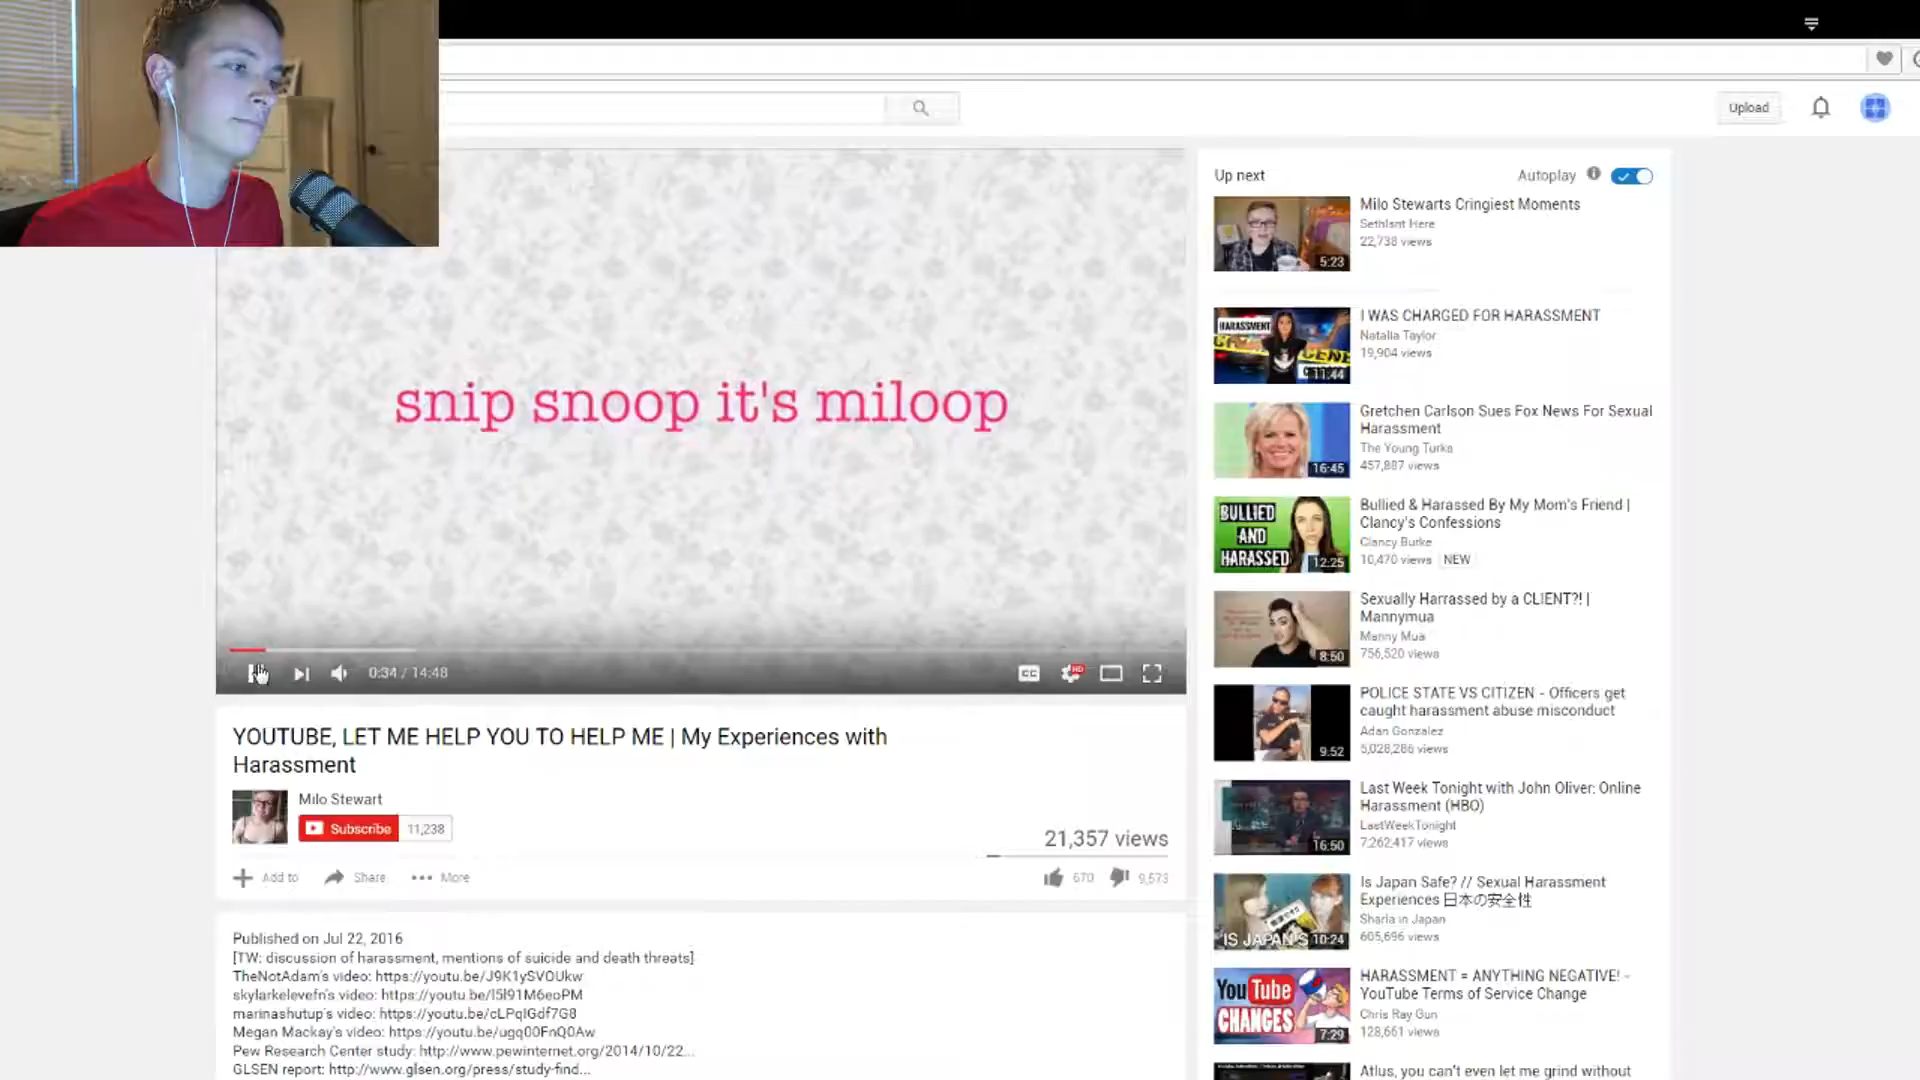 Upload
snip snoop it's miloop
0:34 / 14:48
CC
HD
YOUTUBE, LET ME HELP YOU TO HELP ME | My Experiences with
Harassment
Milo Stewart
Subscribe 11,238
21,357 views
Add to Share More
670 9,573
Published on Jul 22, 2016
[TW: discussion of harassment, mentions of suicide and death threats]
TheNotAdam's video: https://youtu.be/J9K1ySVOUkw
skylarkelevefn's video: https://youtu.be/l5l91M6eoPM
marinashutup's video: https://youtu.be/cLPqIGdf7G8
Megan Mackay's video: https://youtu.be/ugq00FnQ0Aw
Pew Research Center study: http://www.pewinternet.org/2014/10/22...
GLSEN report: http://www.glsen.org/press/study-find...
Up next Autoplay
Milo Stewarts Cringiest Moments
SethIsnt Here
22,738 views
5:23
HARASSMENT
I WAS CHARGED FOR HARASSMENT
Natalia Taylor
19,904 views
11:44
Gretchen Carlson Sues Fox News For Sexual
Harassment
The Young Turks
457,887 views
16:45
BULLIED
AND
HARASSED
12:25
Bullied & Harassed By My Mom's Friend |
Clancy's Confessions
Clancy Burke
10,470 views NEW
Sexually Harrassed by a CLIENT?! |
Mannymua
Manny Mua
756,520 views
8:50
POLICE STATE VS CITIZEN - Officers get
caught harassment abuse misconduct
Adan Gonzalez
5,028,286 views
9:52
Last Week Tonight with John Oliver: Online
Harassment (HBO)
LastWeekTonight
7,262,417 views
16:50
Is Japan Safe? // Sexual Harassment
Experiences 日本の安全性
Sharla in Japan
605,696 views
IS JAPAN'S 10:24
HARASSMENT = ANYTHING NEGATIVE! -
YouTube Terms of Service Change
Chris Ray Gun
128,661 views
You Tube
CHANGES
7:29
Atlus, you can't even let me grind without